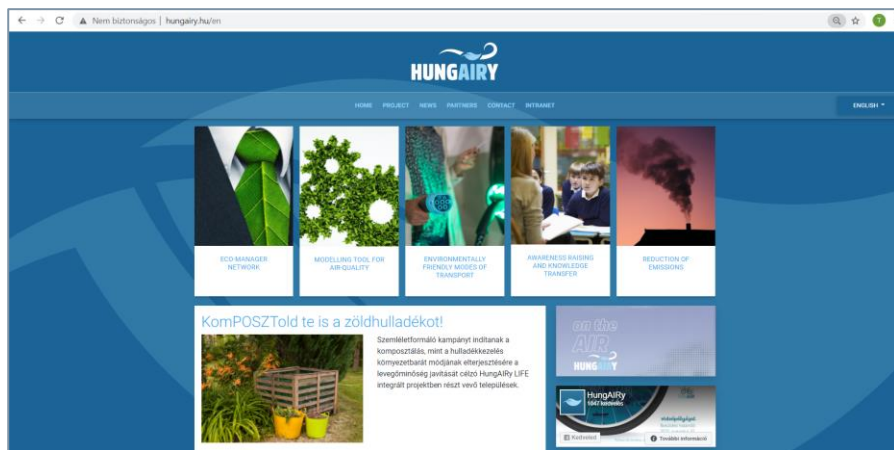 Nem biztonságos | hungairy.hu/en
T
HUNGAIRY
HOME PROJECT NEWS PARTNERS CONTACT INTRANET
ENGLISH
ECO MANAGER
NETWORK
MODELLING TOOL FOR
AIR-QUALITY
ENVIRONMENTALLY
FRIENDLY MODES OF
TRANSPORT
AWARENESS RAISING
AND KNOWLEDGE
TRANSFER
REDUCTION OF
EMISSIONS
KomPOSZTold te is a zöldhulladékot!
Szemléletformáló kampányt indítanak a
komposztálás, mint a hulladékkezelés
környezetbarát módjának elterjesztésére a
levegőminőség javítását célzó HungAIRy LIFE
integrált projektben részt vevő települések.
on the
AIR
HUNGAIRY
HungAIRy
1847 kedvelés
Kedveled
További információ